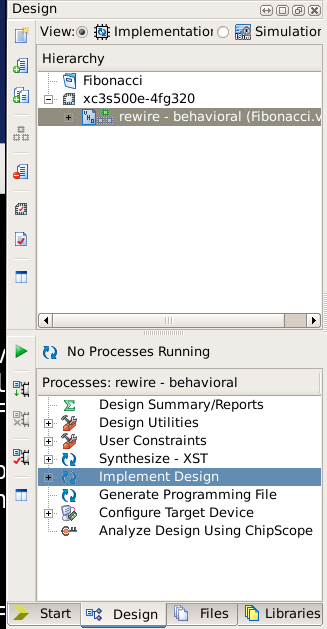 Design
View: Implementation Simulation
Hierarchy
Fibonacci
xc3s500e-4fg320
rewire - behavioral (Fibonacci.v
No Processes Running
Processes: rewire - behavioral
Design Summary/Reports
Design Utilities
User Constraints
Synthesize - XST
Implement Design
Generate Programming File
Configure Target Device
Analyze Design Using ChipScope
Start Design Files Libraries